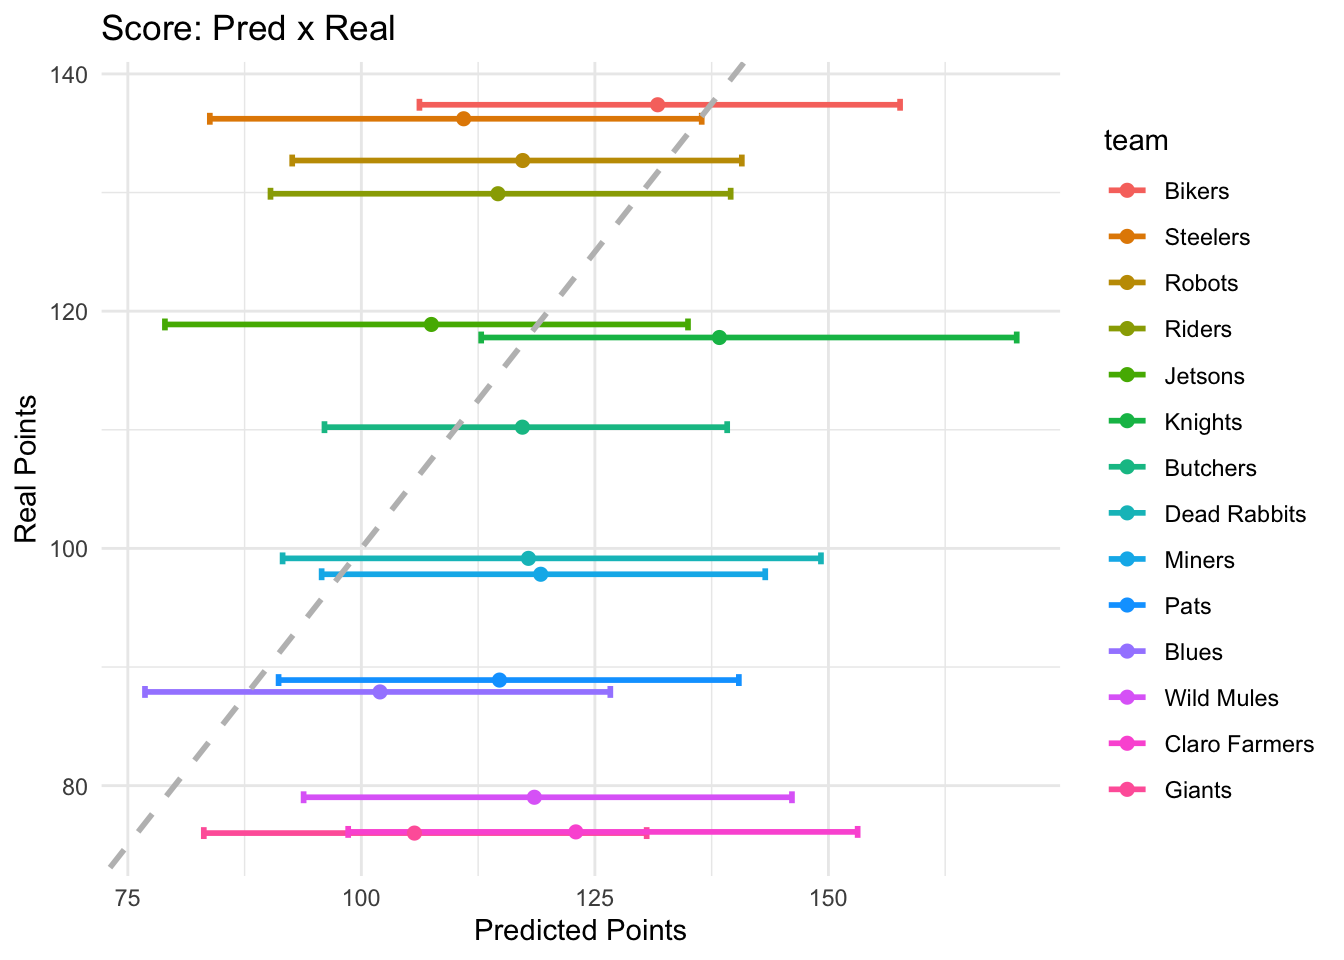 Score: Pred x Real
140
120
100
80
Real Points
75
100
125
150
Predicted Points
team
Bikers
Steelers
Robots
Riders
Jetsons
Knights
Butchers
Dead Rabbits
Miners
Pats
Blues
Wild Mules
Claro Farmers
Giants